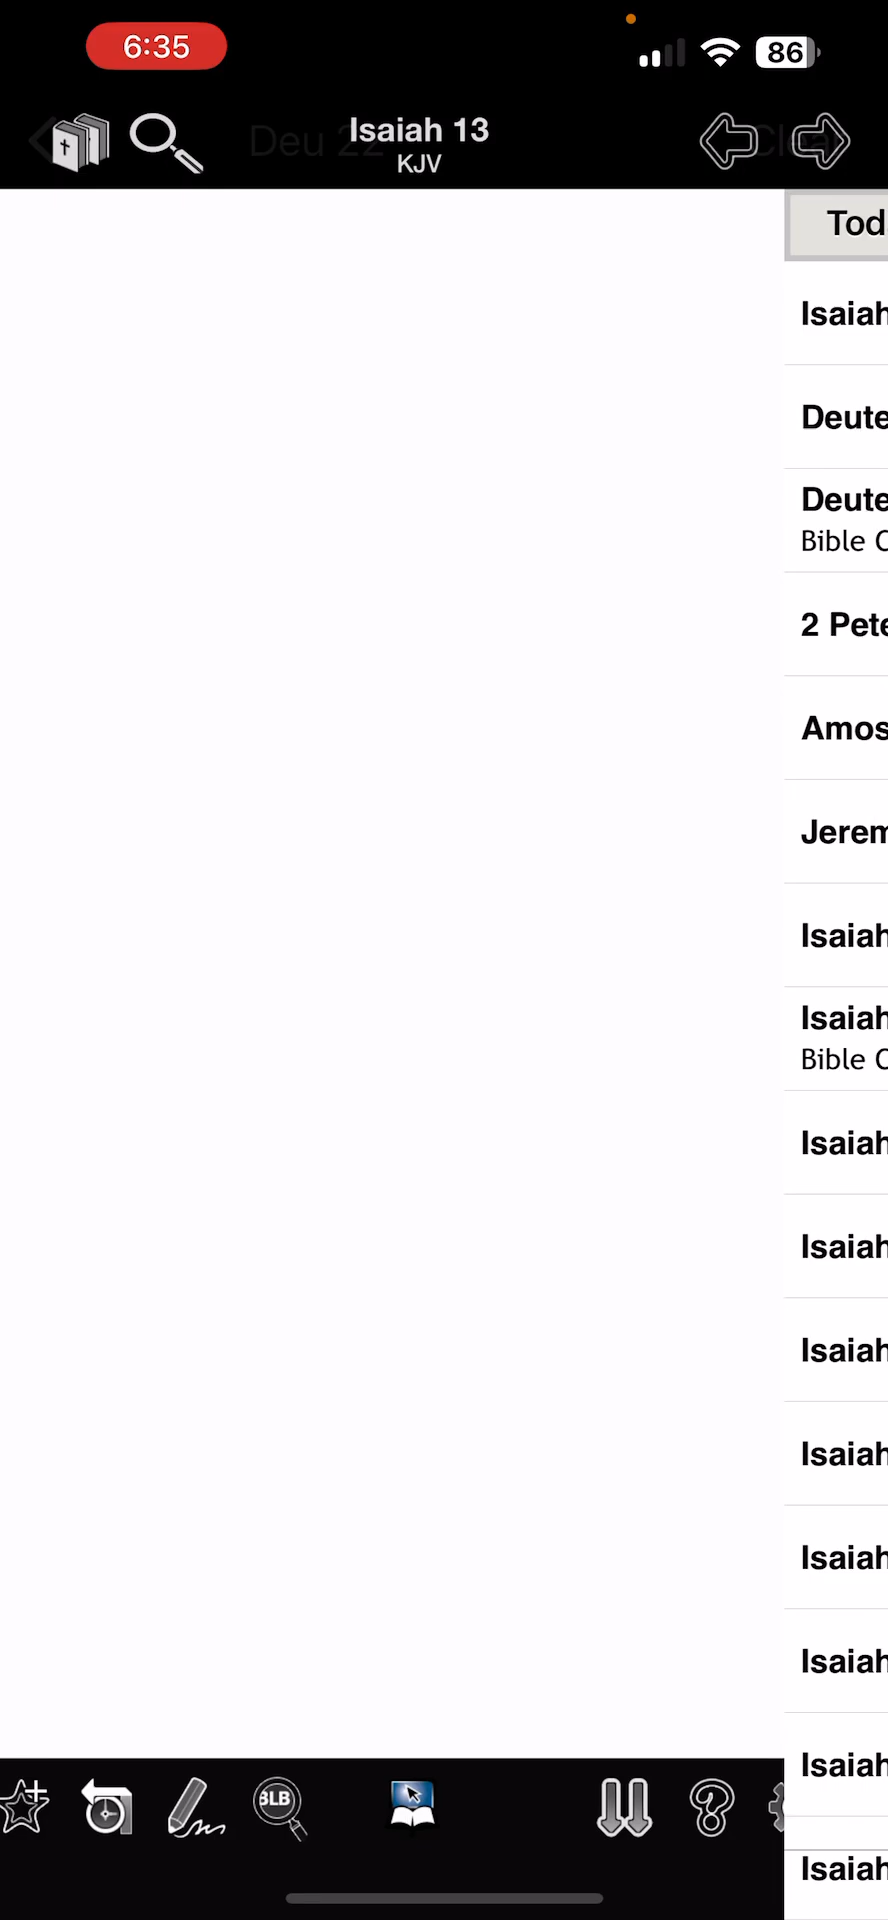 6:35
86
Deu 22
Isaiah 13
Clea
KJV
Tod
Isaiah
Deute
Deute
Bible C
2 Pete
Amos
Jerem
Isaiah
Isaiah
Bible C
Isaiah
Isaiah
Isaiah
Isaiah
Isaiah
Isaiah
Isaiah
BLB
Isaiah